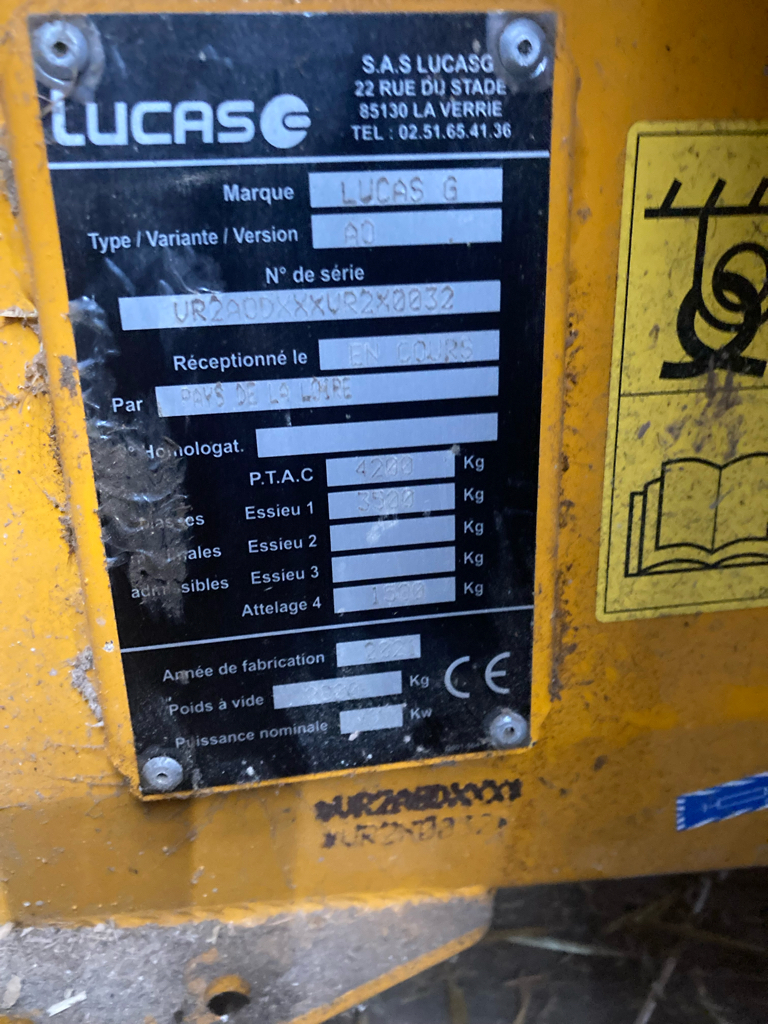 LUCAS G
S.A.S LUCASG
22 RUE DU STADE
85130 LA VERRIE
TEL : 02.51.65.41.36
Marque LUCAS G
Type / Variante / Version AO
N° de série
VR2AODXXXVR2X0032
Réceptionné le EN COURS
Par PAYS DE LA LOIRE
Homologat.
P.T.A.C 4200 Kg
Essieu 1 3500 Kg
Essieu 2 Kg
Essieu 3 Kg
admissibles
Attelage 4 1500 Kg
Année de fabrication
Poids à vide Kg
Puissance nominale Kw
CE